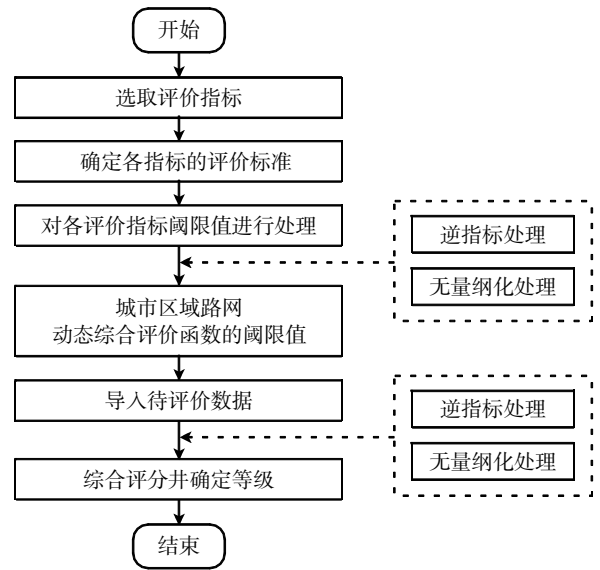 开始
选取评价指标
确定各指标的评价标准
对各评价指标阈限值进行处理
逆指标处理
无量纲化处理
城市区域路网
动态综合评价函数的阈限值
导入待评价数据
逆指标处理
无量纲化处理
综合评分井确定等级
结束